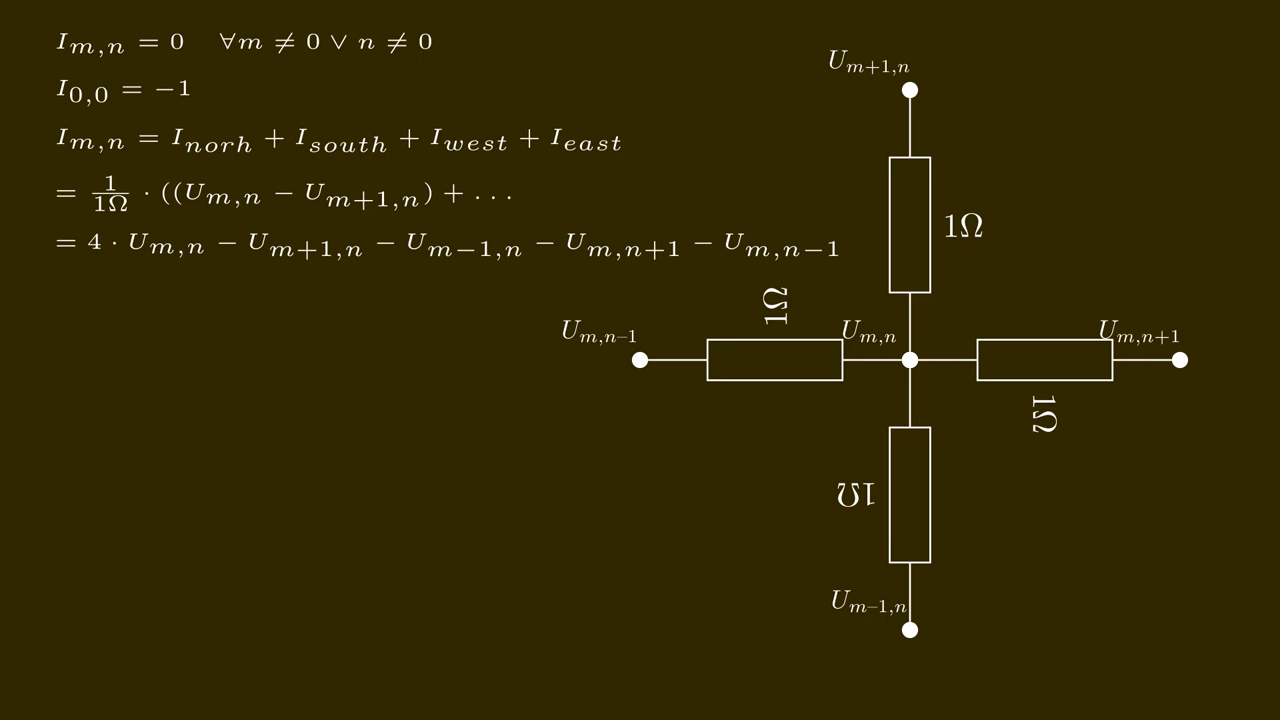 I_{m,n} = 0 ∀m ≠ 0 ∨ n ≠ 0
I_{0,0} = −1
I_{m,n} = I_{norh} + I_{south} + I_{west} + I_{east}
= \frac{1}{1Ω} · ((U_{m,n} − U_{m+1,n}) + . . .
= 4 · U_{m,n} − U_{m+1,n} − U_{m−1,n} − U_{m,n+1} − U_{m,n−1}
U_{m+1,n}
1Ω
1Ω
U_{m,n–1}
U_{m,n}
U_{m,n+1}
1Ω
1Ω
U_{m–1,n}